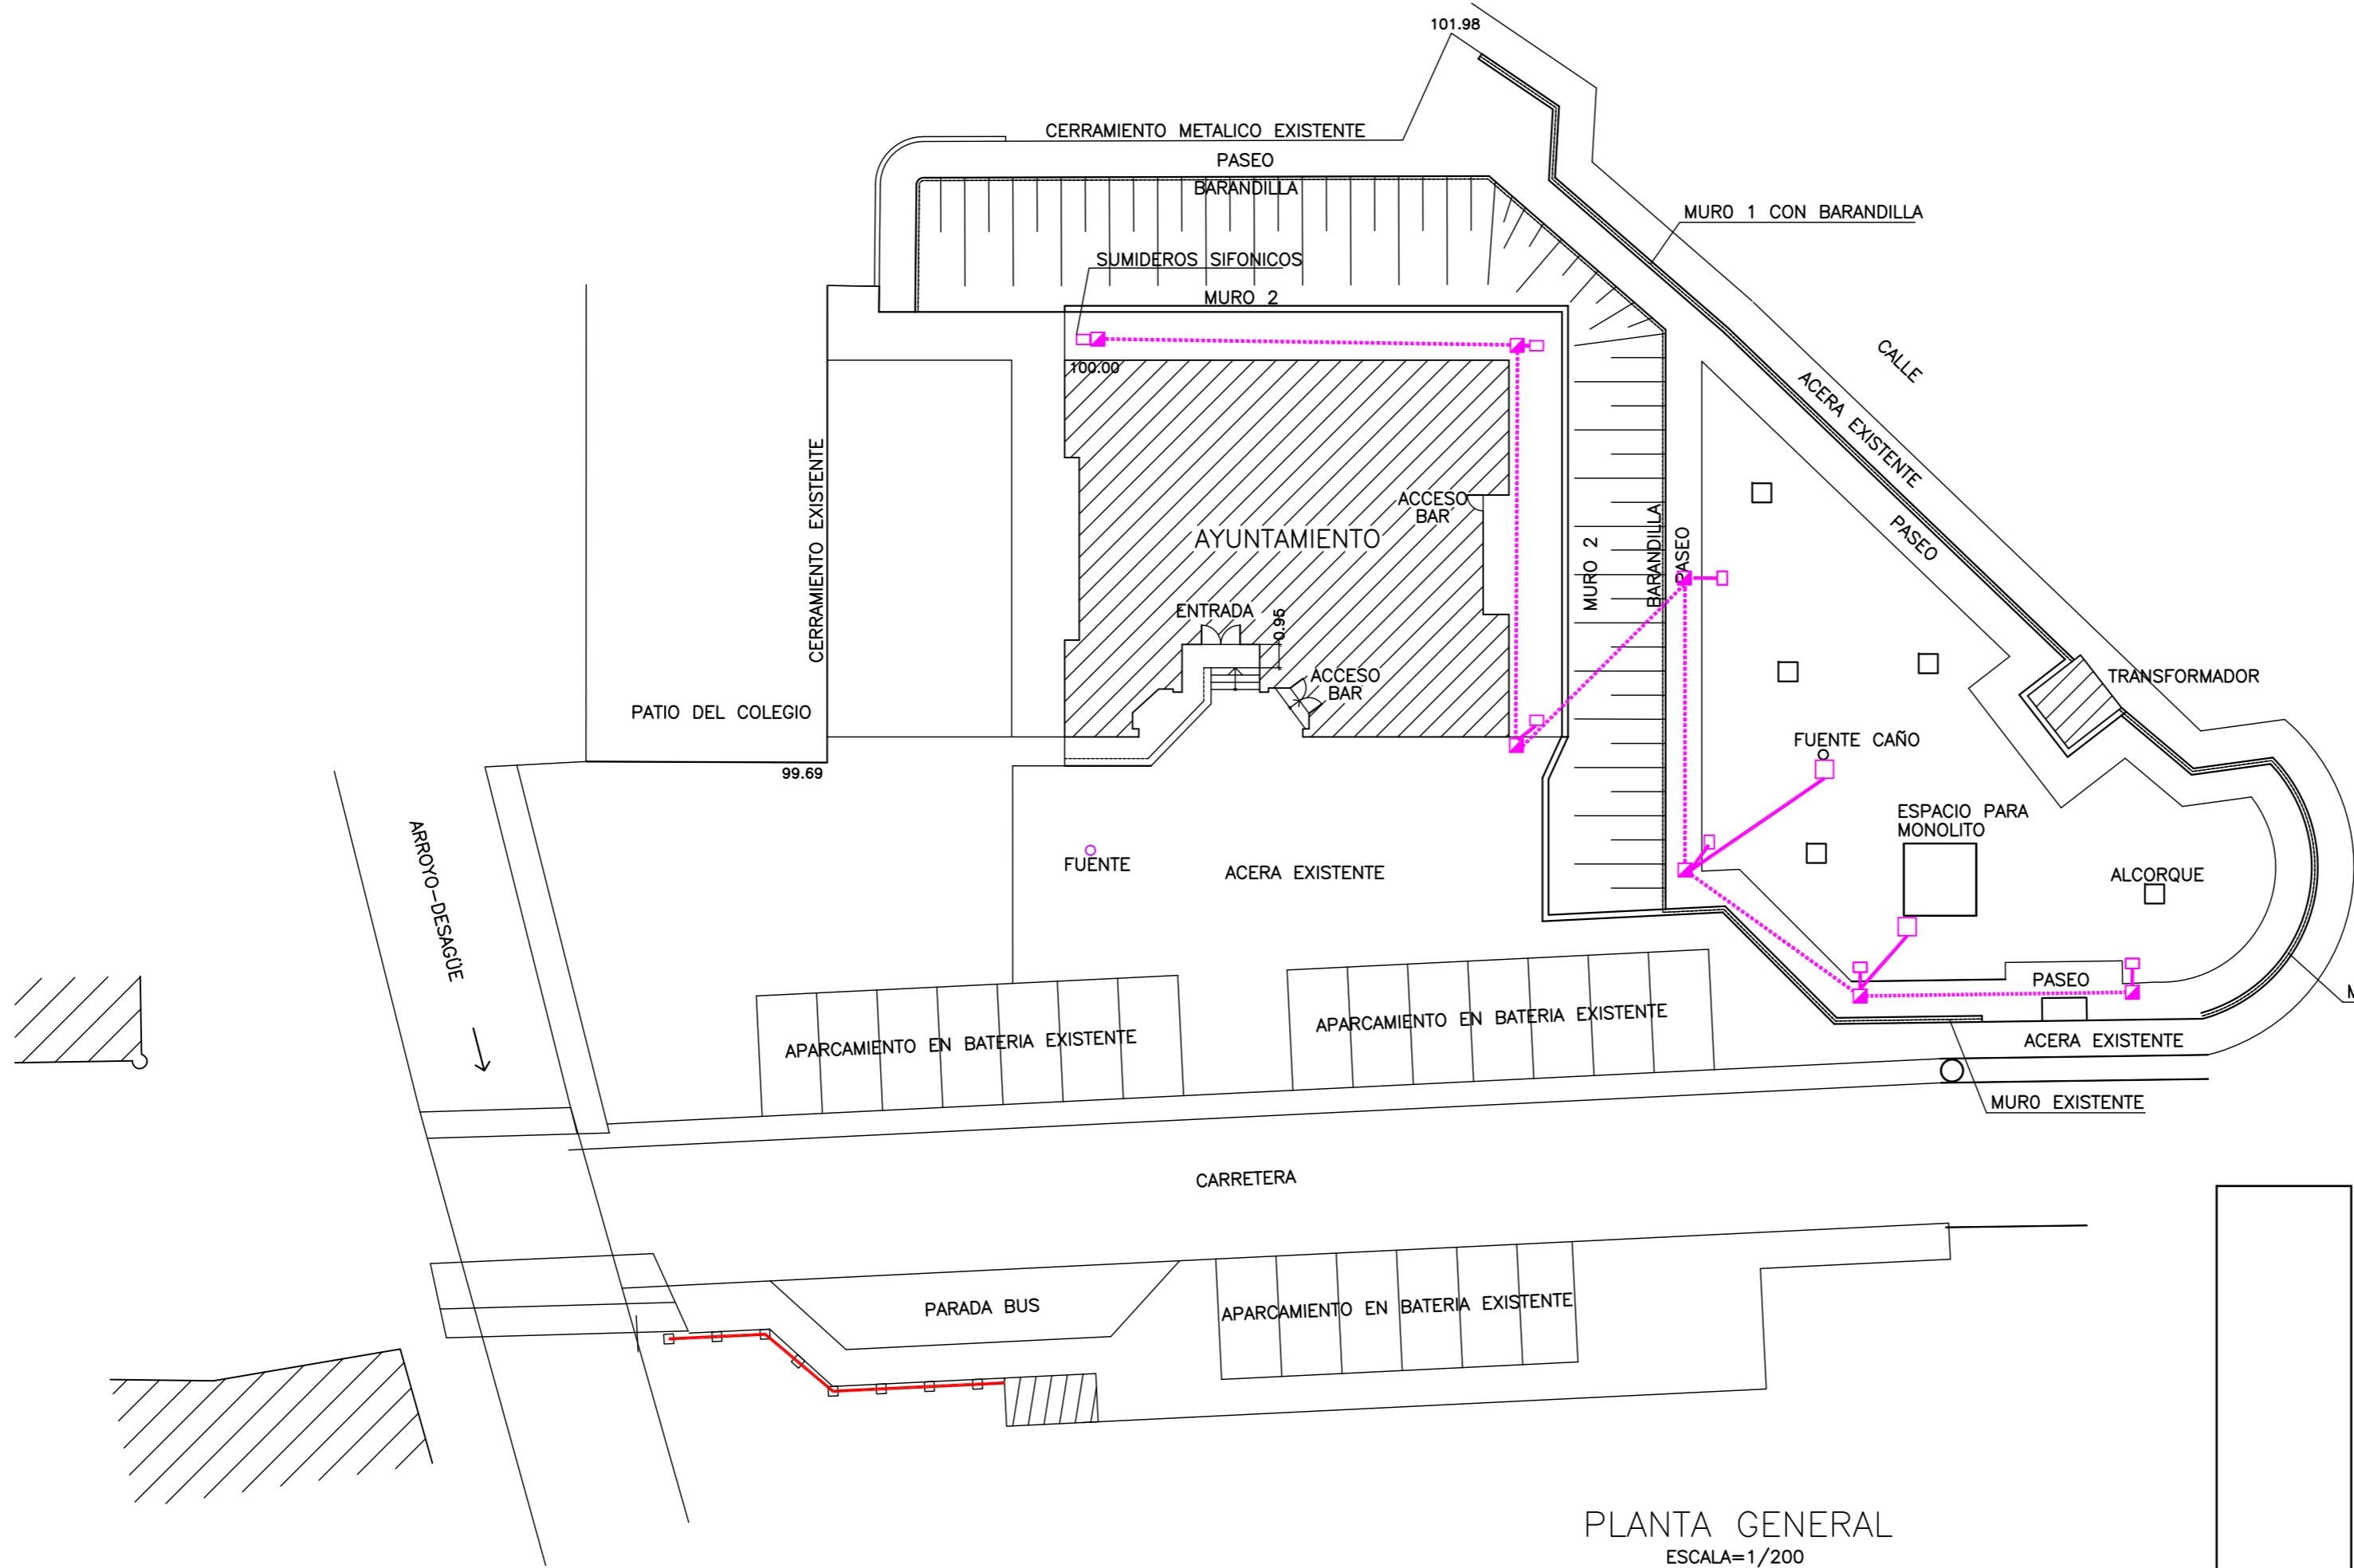 101.98
CERRAMIENTO METALICO EXISTENTE
PASEO
BARANDILLA
MURO 1 CON BARANDILLA
SUMIDEROS SIFONICOS
MURO 2
100.00
CALLE
ACERA EXISTENTE
PASEO
CERRAMIENTO EXISTENTE
ACCESO
BAR
AYUNTAMIENTO
MURO 2
BARANDILLA
PASEO
ENTRADA
0.95
ACCESO
BAR
TRANSFORMADOR
PATIO DEL COLEGIO
99.69
FUENTE CAÑO
ESPACIO PARA
MONOLITO
ARROYO-DESAGÜE
FUENTE
ACERA EXISTENTE
ALCORQUE
PASEO
APARCAMIENTO EN BATERIA EXISTENTE
APARCAMIENTO EN BATERIA EXISTENTE
ACERA EXISTENTE
MURO EXISTENTE
CARRETERA
PARADA BUS
APARCAMIENTO EN BATERIA EXISTENTE
PLANTA GENERAL
ESCALA=1/200